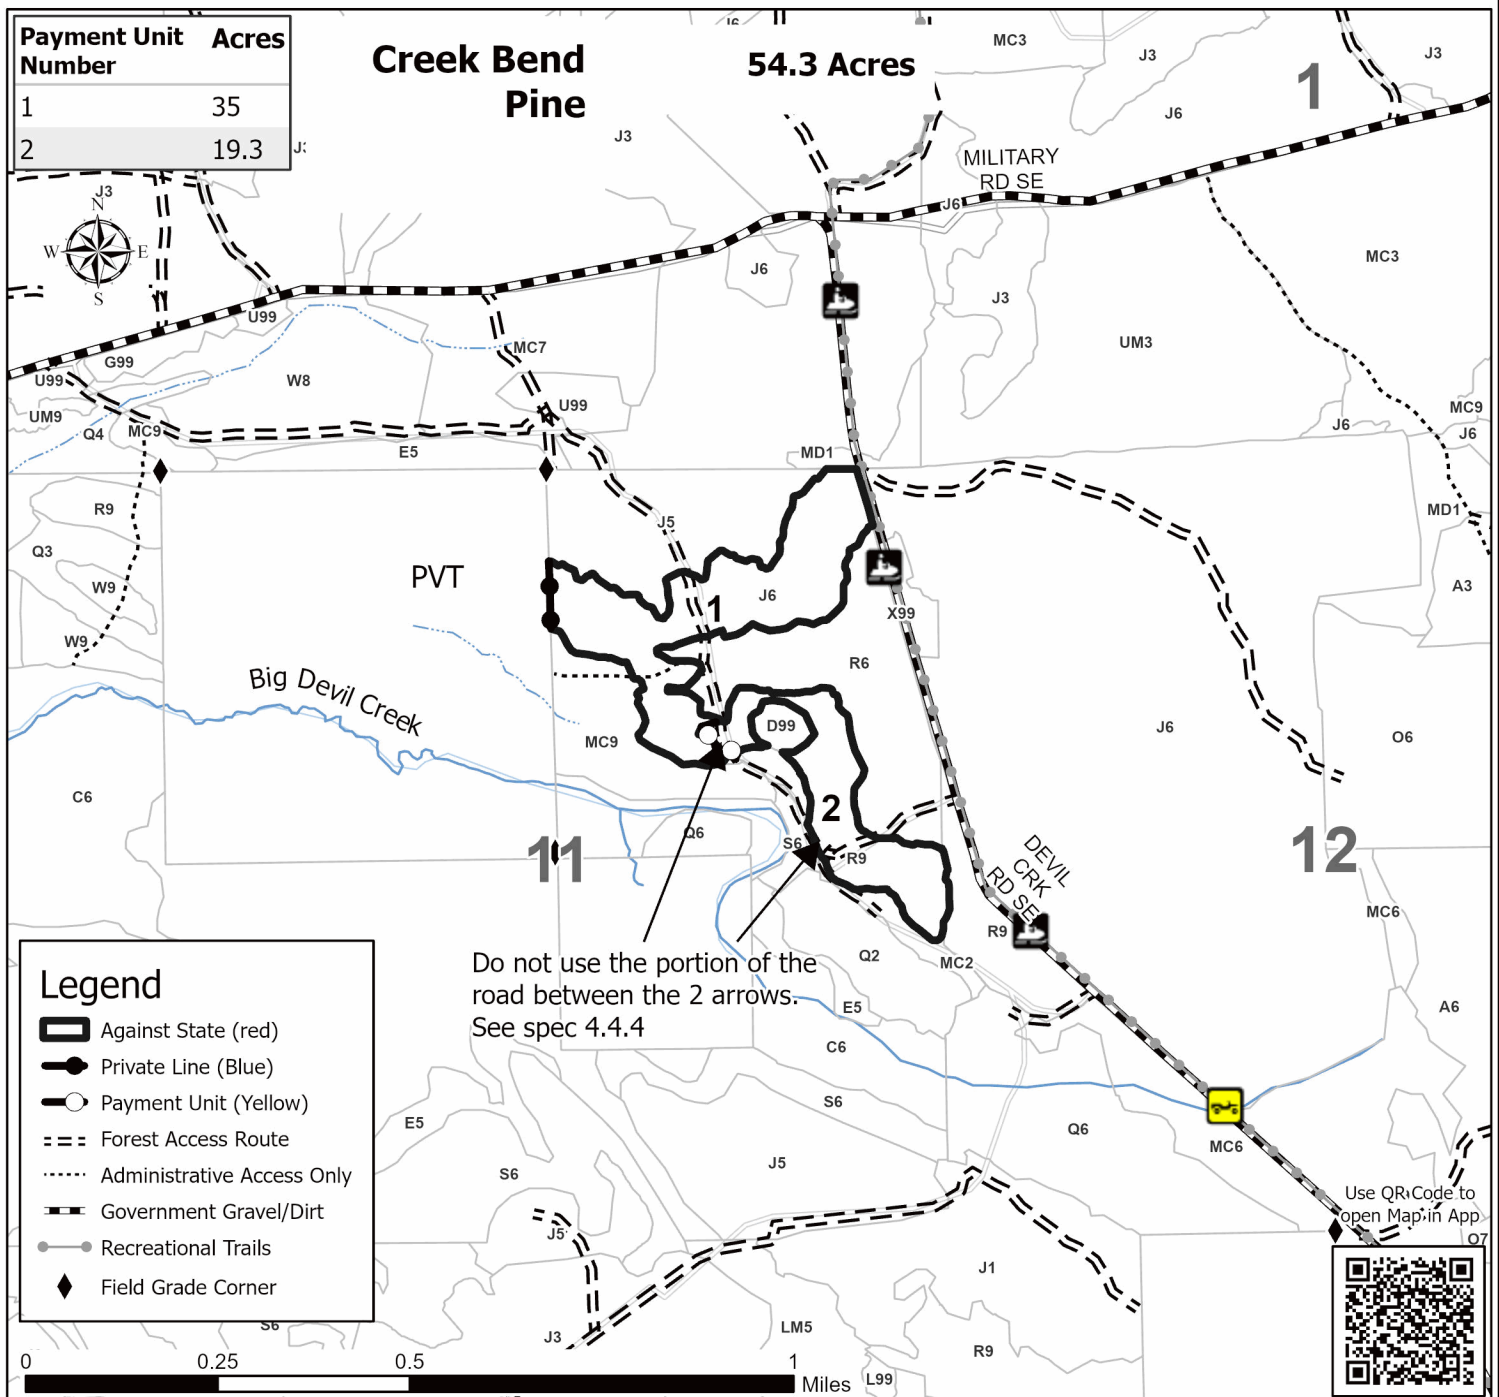 Payment Unit Number Acres
1 35
2 19.3
Creek Bend
Pine
54.3 Acres
J6
MC3
J3
J3
1
J6
J3
MILITARY
RD SE
J6
J3
N
W E
S
J6
MC3
J3
U99
UM3
MC7
G99
U99
W8
UM9
U99
MC9
Q4
MC9
J6
J6
E5
MD1
R9
MD1
J5
Q3
PVT
W9
J6
1
A3
X99
W9
R6
Big Devil Creek
D99
J6
O6
MC9
C6
2
Q6
S6
R9
11
12
DEVIL
CRK
RD SE
MC6
R9
Q2
MC2
Do not use the portion of the
road between the 2 arrows.
See spec 4.4.4
E5
A6
C6
Legend
Against State (red)
Private Line (Blue)
Payment Unit (Yellow)
Forest Access Route
Administrative Access Only
Government Gravel/Dirt
Recreational Trails
Field Grade Corner
S6
E5
Q6
MC6
J5
S6
Use QR Code to
open Map in App
J5
O7
J1
S6
J3
LM5
R9
L99
0 0.25 0.5 1
Miles